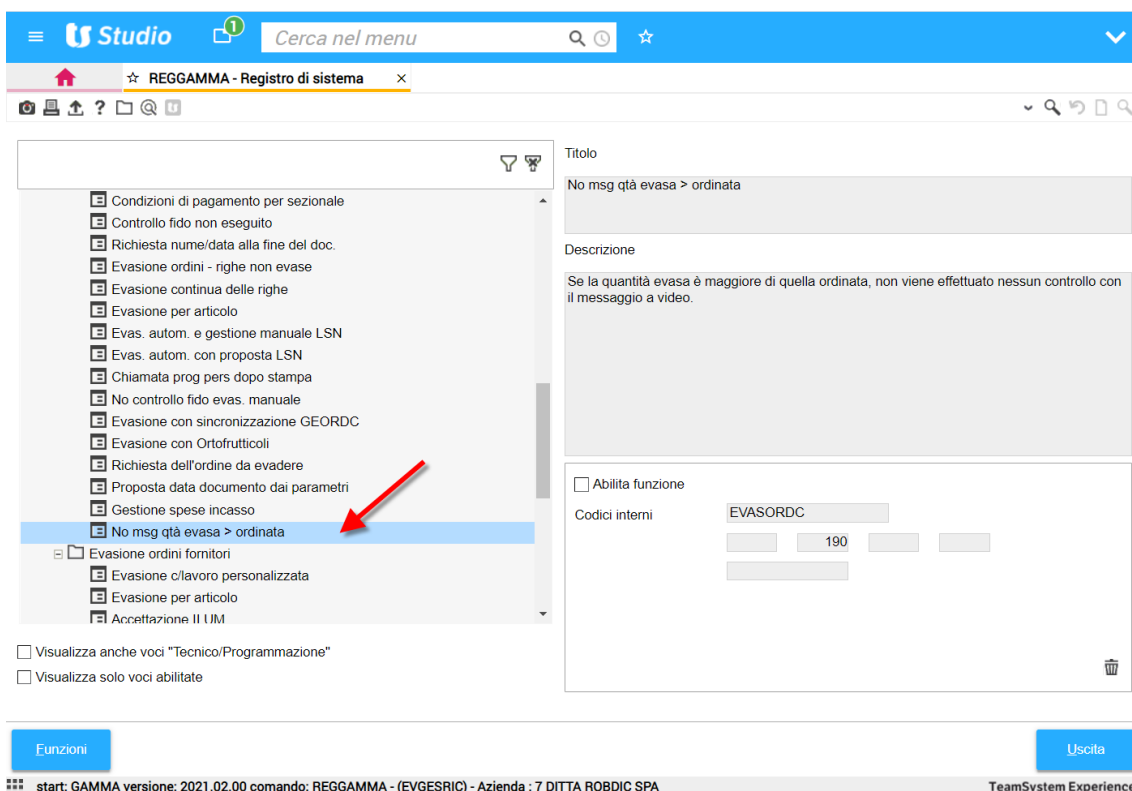 ts Studio
1
Cerca nel menu
REGGAMMA - Registro di sistema
Condizioni di pagamento per sezionale
Controllo fido non eseguito
Richiesta nume/data alla fine del doc.
Evasione ordini - righe non evase
Evasione continua delle righe
Evasione per articolo
Evas. autom. e gestione manuale LSN
Evas. autom. con proposta LSN
Chiamata prog pers dopo stampa
No controllo fido evas. manuale
Evasione con sincronizzazione GEORDC
Evasione con Ortofrutticoli
Richiesta dell'ordine da evadere
Proposta data documento dai parametri
Gestione spese incasso
No msg qtà evasa > ordinata
Evasione ordini fornitori
Evasione c/lavoro personalizzata
Evasione per articolo
Accettazione ILUM
Visualizza anche voci "Tecnico/Programmazione"
Visualizza solo voci abilitate
Titolo
No msg qtà evasa > ordinata
Descrizione
Se la quantità evasa è maggiore di quella ordinata, non viene effettuato nessun controllo con
il messaggio a video.
Abilita funzione
Codici interni
EVASORDC
190
Funzioni
Uscita
start: GAMMA versione: 2021.02.00 comando: REGGAMMA - (EVGESRIC) - Azienda : 7 DITTA ROBDIC SPA
TeamSystem Experience